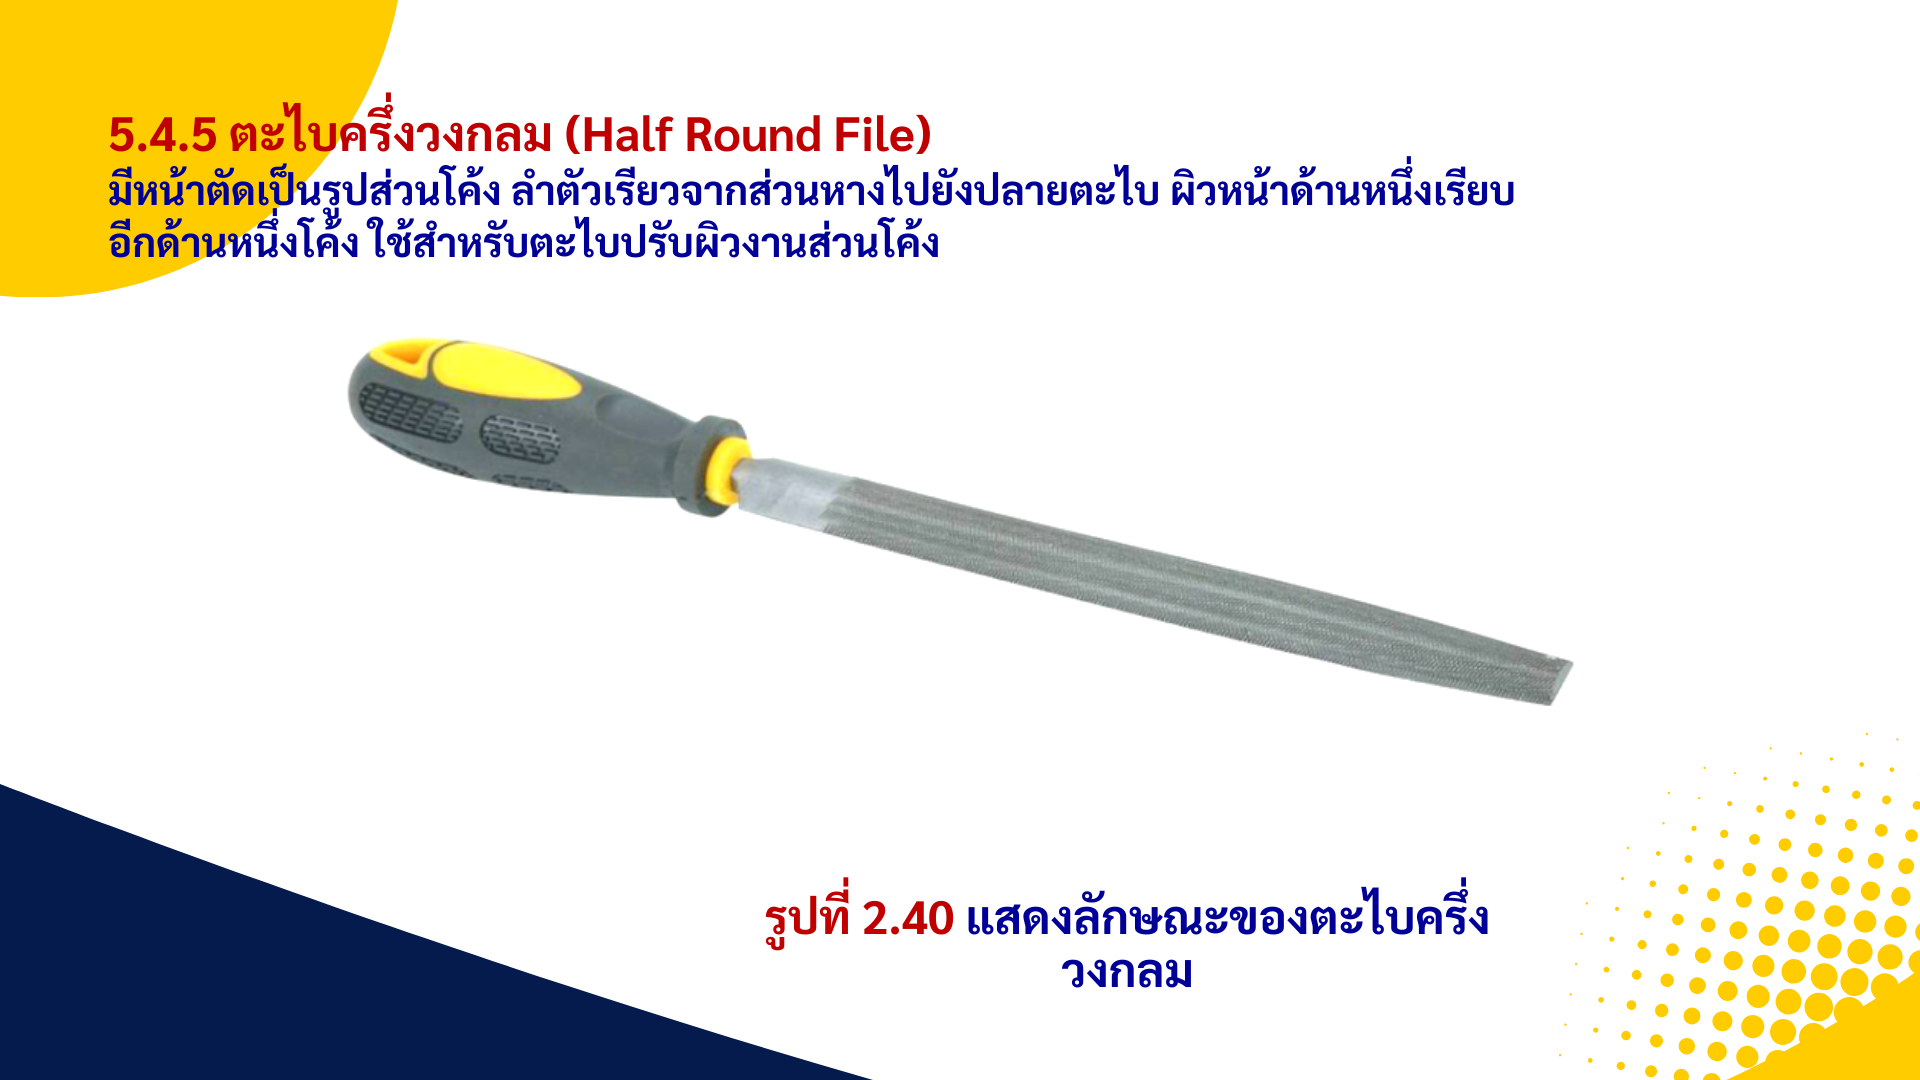 5.4.5 ตะไบครึ่งวงกลม (Half Round File)
มีหน้าตัดเป็นรูปส่วนโค้ง ลำตัวเรียวจากส่วนหางไปยังปลายตะไบ ผิวหน้าด้านหนึ่งเรียบ
อีกด้านหนึ่งโค้ง ใช้สำหรับตะไบปรับผิวงานส่วนโค้ง
รูปที่ 2.40 แสดงลักษณะของตะไบครึ่ง
วงกลม